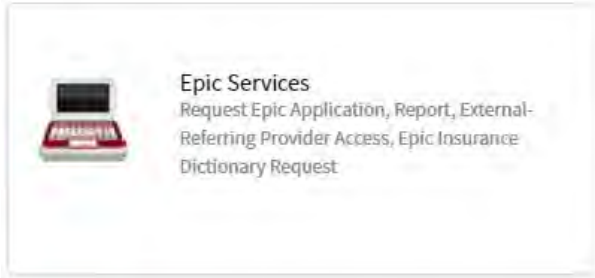 Epic Services
Request Epic Application, Report, External-
Referring Provider Access, Epic Insurance
Dictionary Request